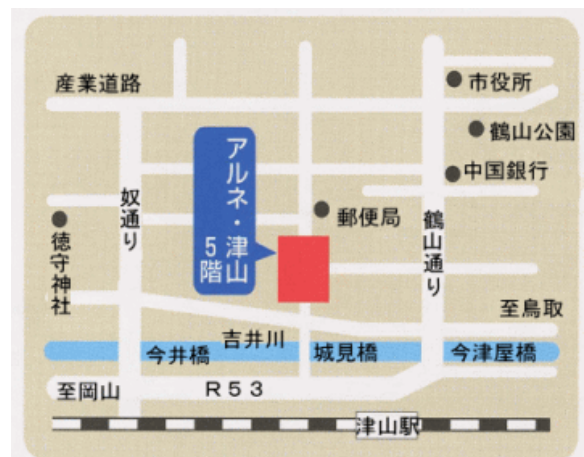 産業道路
市役所
鶴山公園
中国銀行
アルネ・津山
5階
奴通り
郵便局
鶴山通り
徳守神社
至鳥取
吉井川
今井橋
城見橋
今津屋橋
至岡山
R53
津山駅